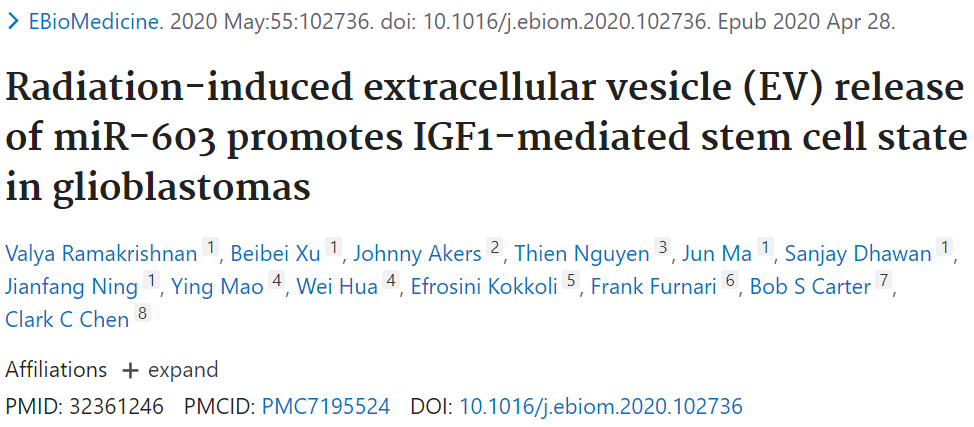 > EBioMedicine. 2020 May:55:102736. doi: 10.1016/j.ebiom.2020.102736. Epub 2020 Apr 28.
Radiation-induced extracellular vesicle (EV) release
of miR-603 promotes IGF1-mediated stem cell state
in glioblastomas
Valya Ramakrishnan 1, Beibei Xu 1, Johnny Akers 2, Thien Nguyen 3, Jun Ma 1, Sanjay Dhawan 1,
Jianfang Ning 1, Ying Mao 4, Wei Hua 4, Efrosini Kokkoli 5, Frank Furnari 6, Bob S Carter 7,
Clark C Chen 8
Affiliations + expand
PMID: 32361246 PMCID: PMC7195524 DOI: 10.1016/j.ebiom.2020.102736